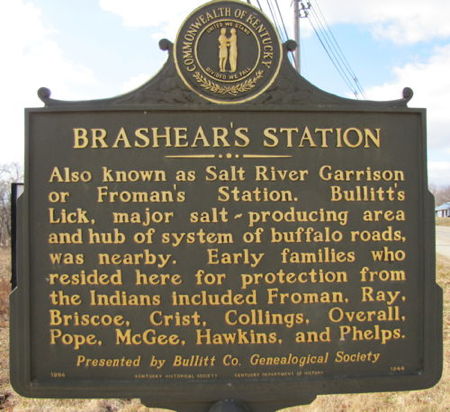 COMMONWEALTH OF KENTUCKY
UNITED WE STAND
DIVIDED WE FALL
BRASHEAR'S STATION
Also known as Salt River Garrison
or Froman's Station. Bullitt's
Lick, major salt-producing area
and hub of system of buffalo roads,
was nearby. Early families who
resided here for protection from
the Indians included Froman, Ray,
Briscoe, Crist, Collings, Overall,
Pope, McGee, Hawkins, and Phelps.
Presented by Bullitt Co. Genealogical Society
1994 KENTUCKY HISTORICAL SOCIETY KENTUCKY DEPARTMENT OF HIGHWAYS 1944